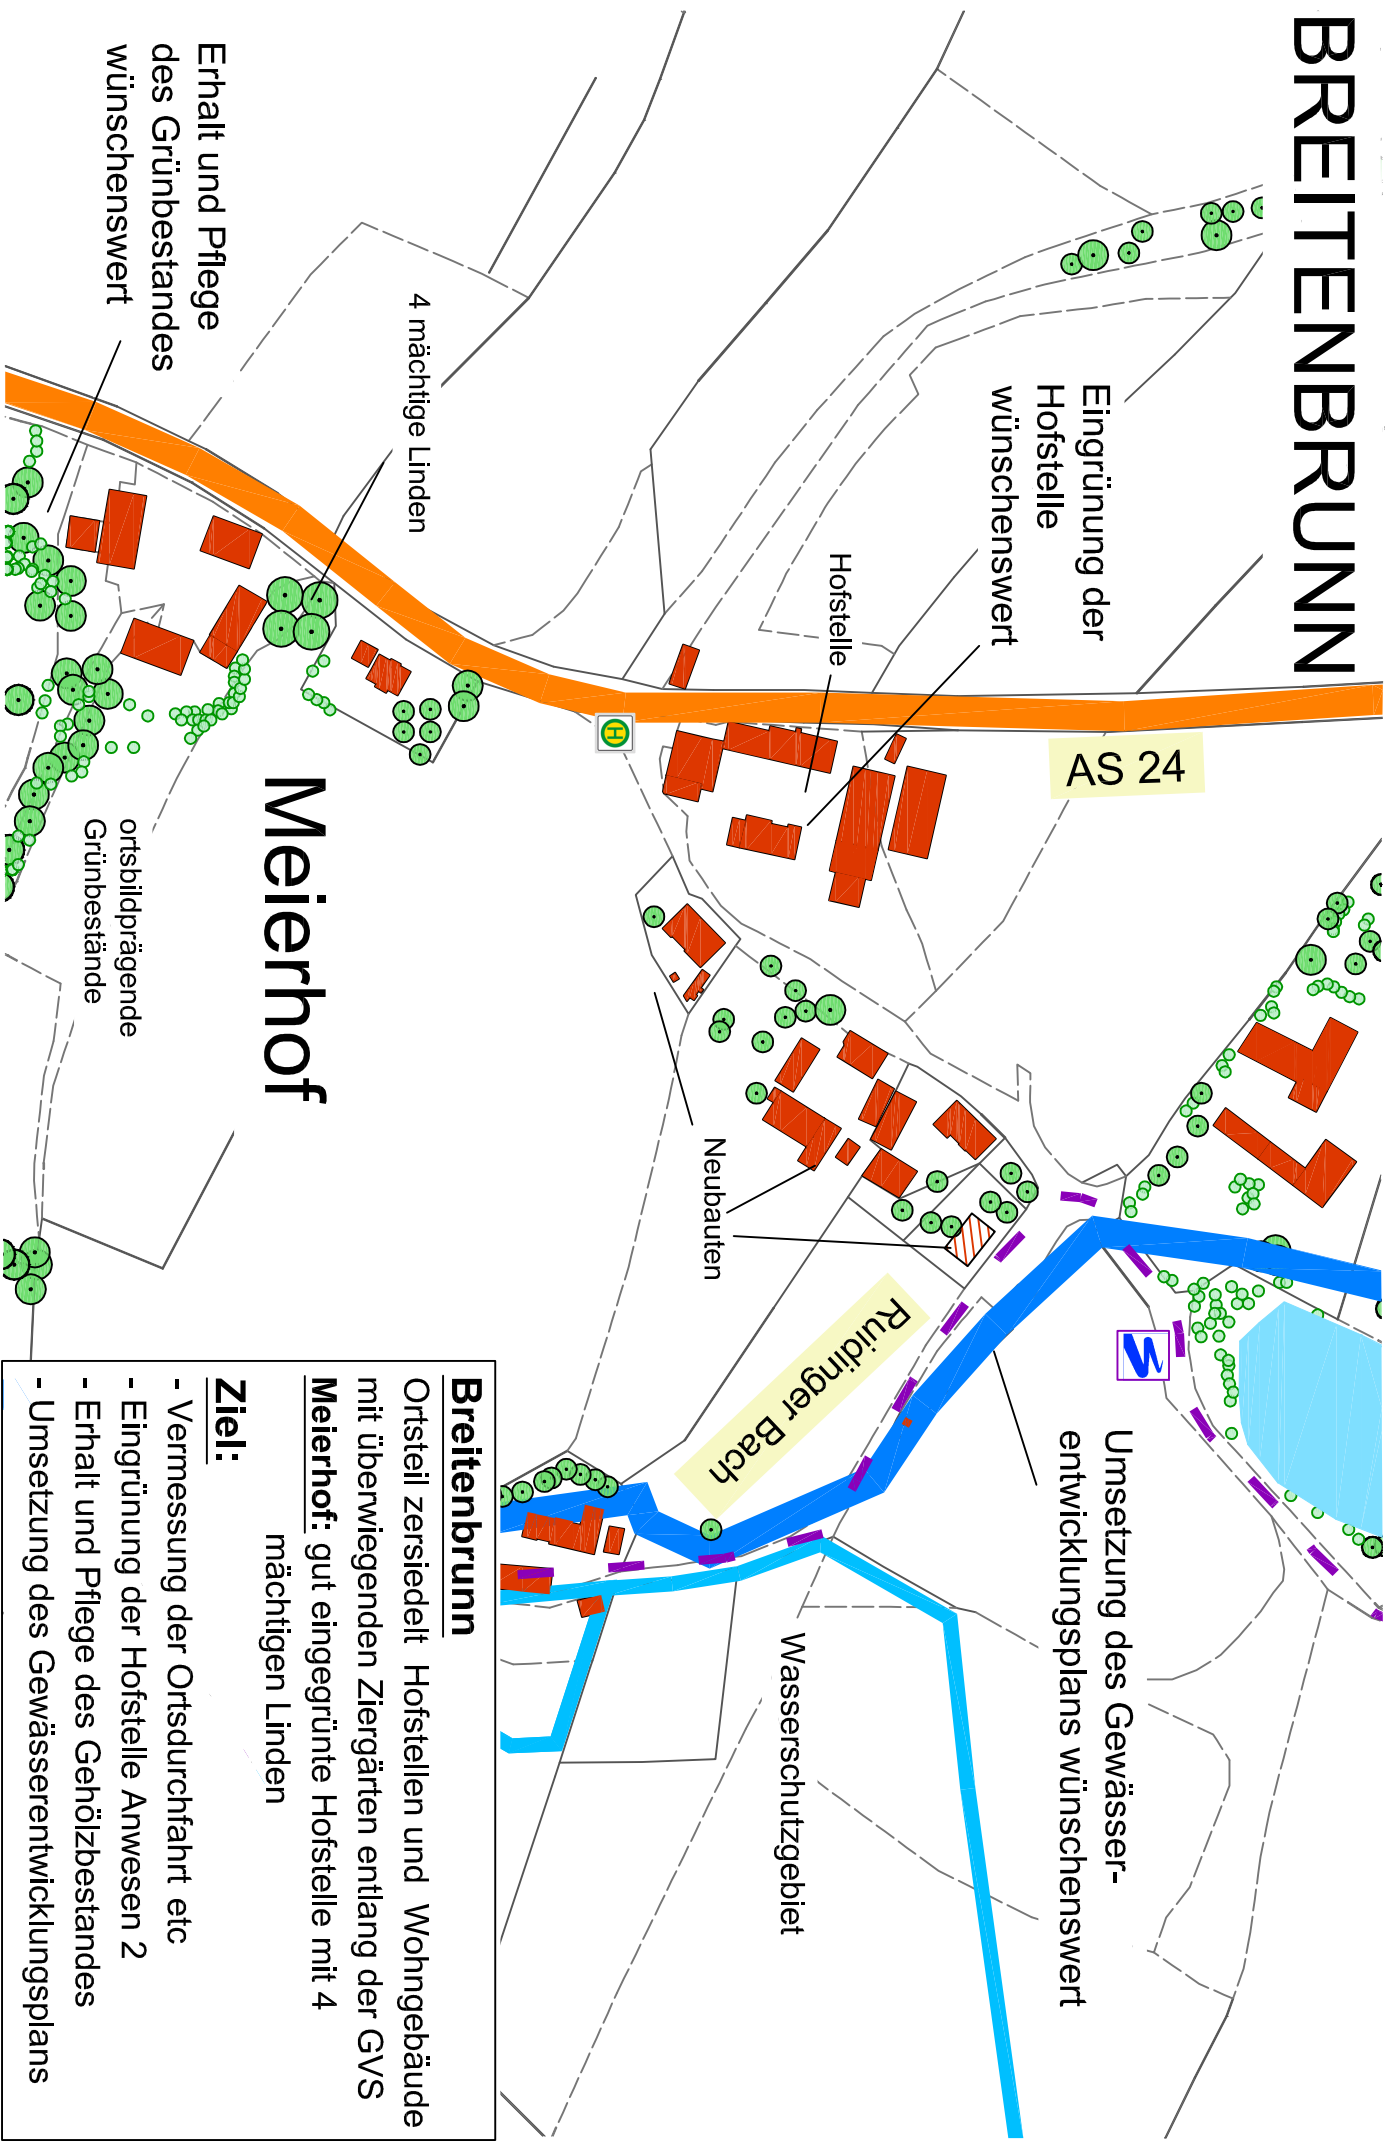 BREITENBRUNN
Eingrünung der
Hofstelle
wünschenswert
Hofstelle
4 mächtige Linden
Erhalt und Pflege
des Grünbestandes
wünschenswert
AS 24
H
Meierhof
ortsbildprägende
Grünbestände
Neubauten
Ruidinger Bach
Umsetzung des Gewässer-
entwicklungsplans wünschenswert
Wasserschutzgebiet
Breitenbrunn
Ortsteil zersiedelt Hofstellen und Wohngebäude
mit überwiegenden Ziergärten entlang der GVS
Meierhof: gut eingegrünte Hofstelle mit 4
mächtigen Linden
Ziel:
- Vermessung der Ortsdurchfahrt etc
- Eingrünung der Hofstelle Anwesen 2
- Erhalt und Pflege des Gehölzbestandes
- Umsetzung des Gewässerentwicklungsplans